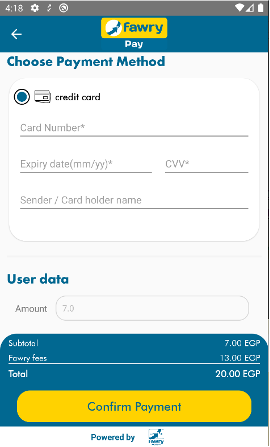 4:18
fawry
Pay
Choose Payment Method
credit card
Card Number*
Expiry date(mm/yy)* CVV*
Sender / Card holder name
User data
Amount 7.0
Subtotal 7.00 EGP
Fawry fees 13.00 EGP
Total 20.00 EGP
Confirm Payment
Powered by fawry